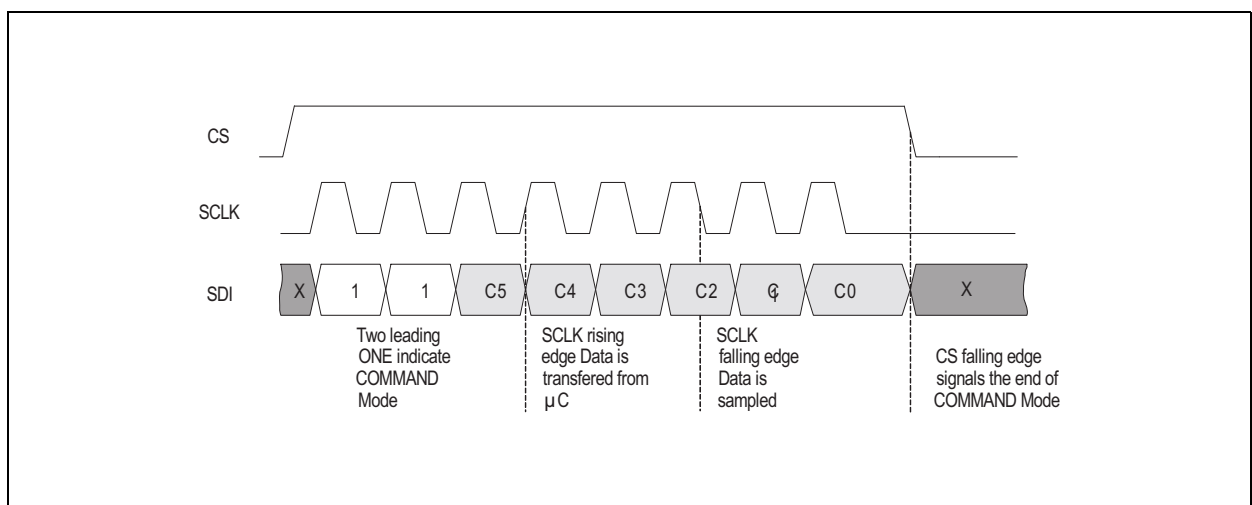 CS
SCLK
SDI
X 1 1 C5 C4 C3 C2 C1 C0 X
Two leading
ONE indicate
COMMAND
Mode
SCLK rising
edge Data is
transfered from
µC
SCLK
falling edge
Data is
sampled
CS falling edge
signals the end of
COMMAND Mode